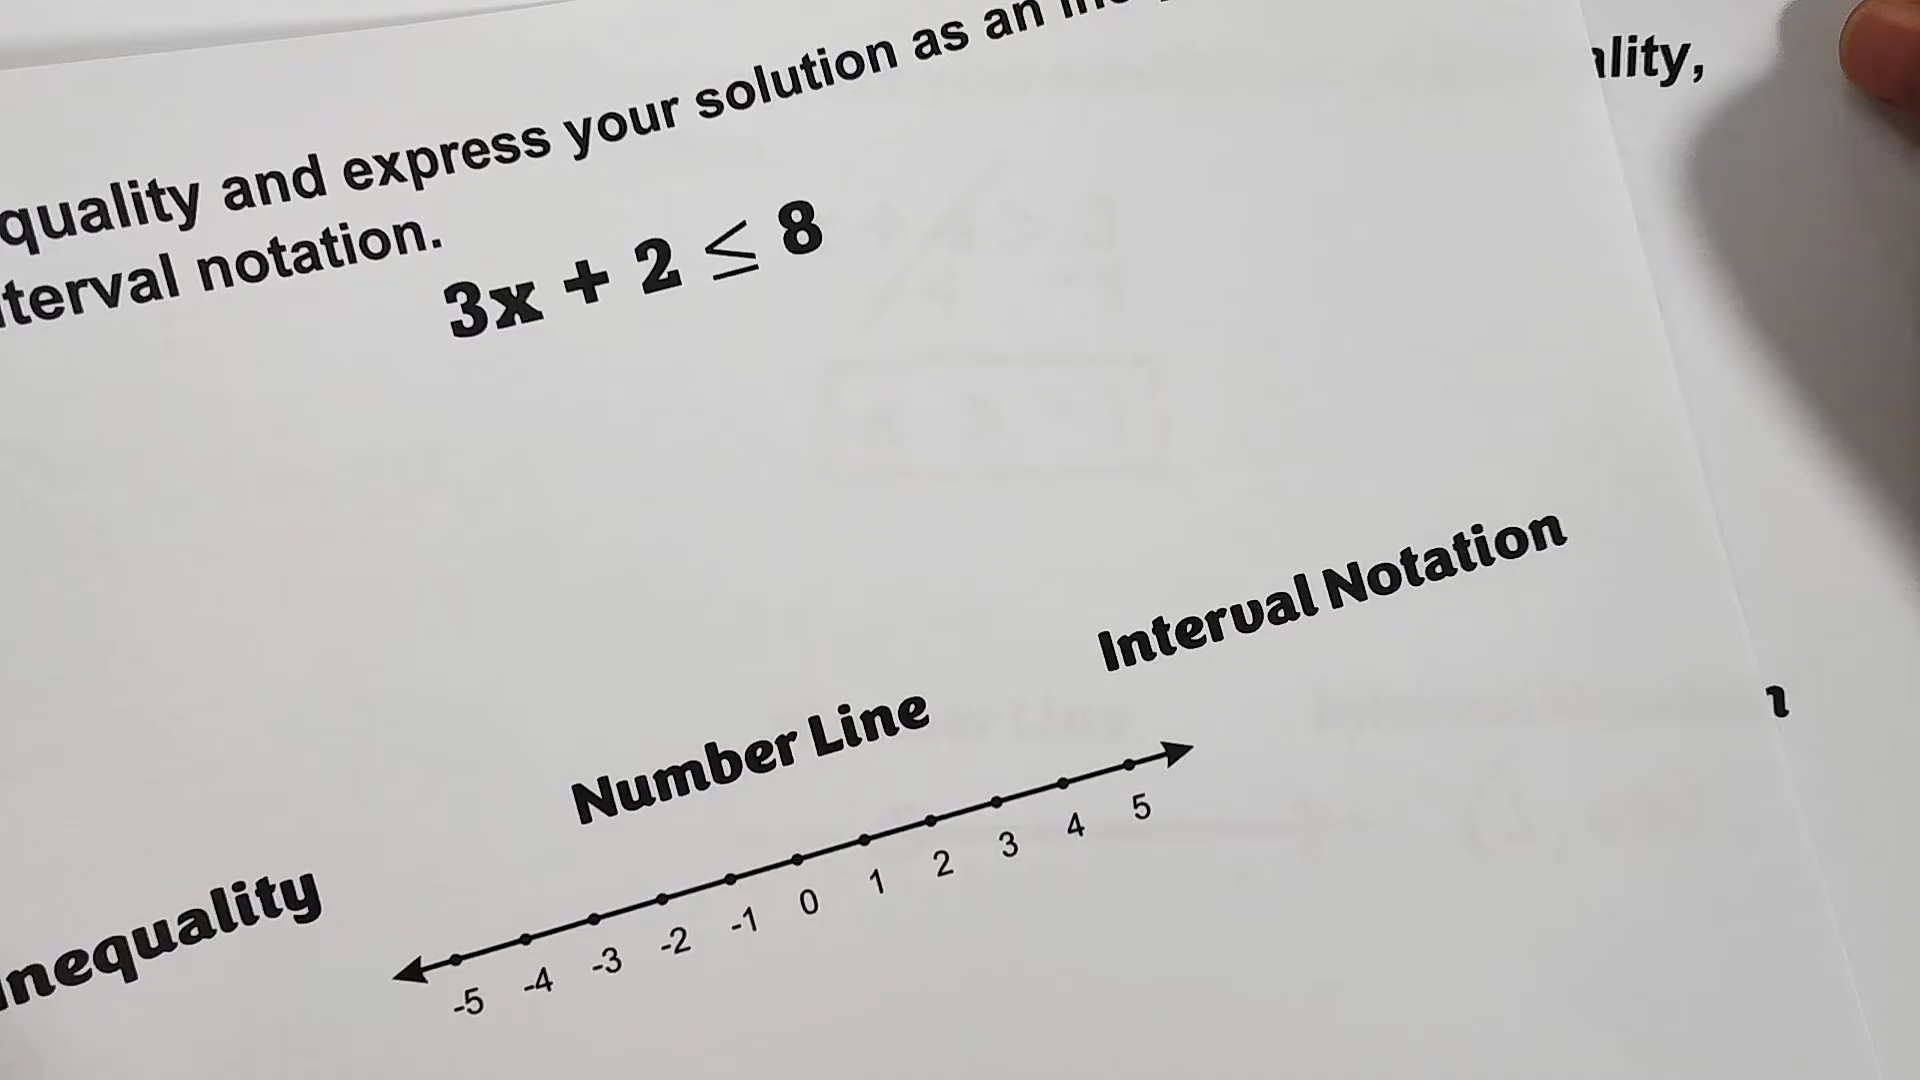 quality and express your solution as an
terval notation.
3x + 2 ≤ 8
ality,
Interval Notation
Number Line
nequality
-5 -4 -3 -2 -1 0 1 2 3 4 5